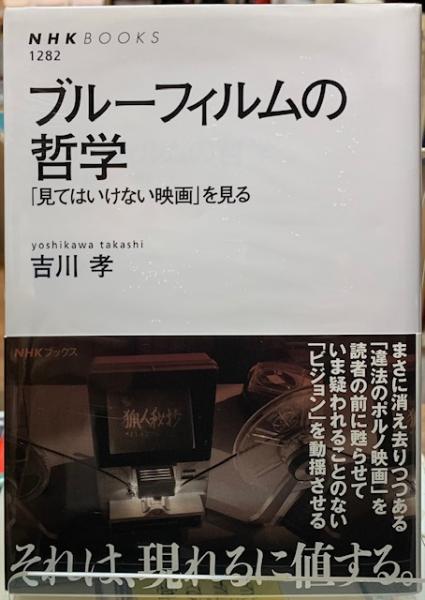 NHK BOOKS
1282
ブルーフィルムの
哲学
「見てはいけない映画」を見る
yoshikawa takashi
吉川 孝
NHKブックス
まさに消え去りつつある
「違法のポルノ映画」を
読者の前に甦らせて
いま疑われることのない
「ビジョン」を動揺させる
猟人秘抄
それは、現れるに値する。